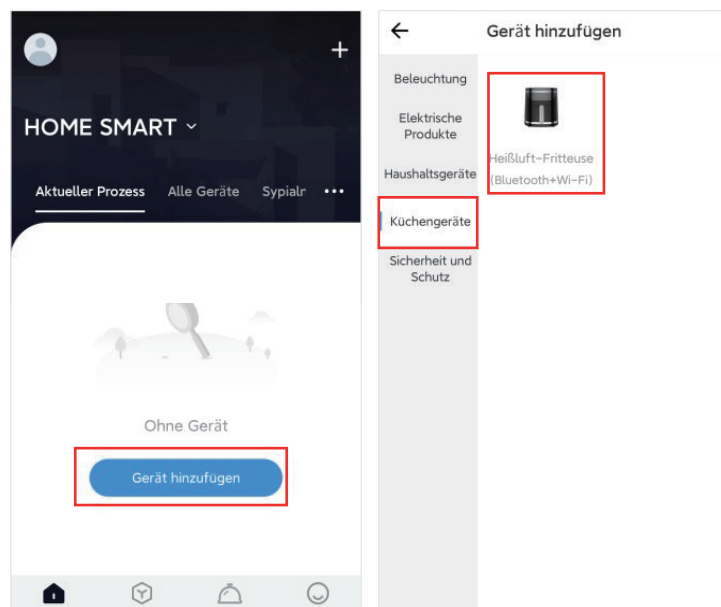 HOME SMART
Aktueller Prozess Alle Geräte Sypialr
Ohne Gerät
Gerät hinzufügen
Gerät hinzufügen
Beleuchtung
Elektrische
Produkte
Haushaltsgeräte
Küchengeräte
Sicherheit und
Schutz
Heißluft-Fritteuse
(Bluetooth+Wi-Fi)